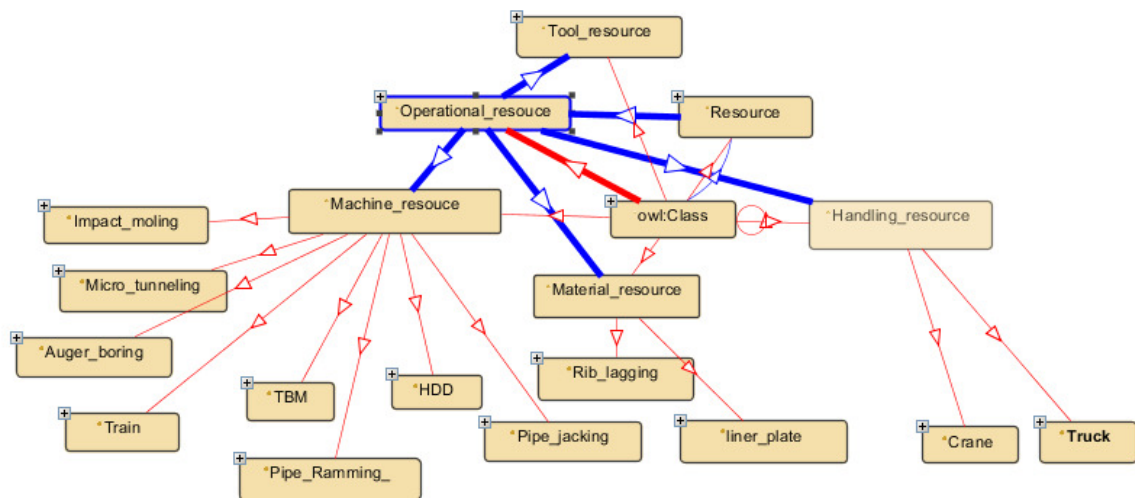 Tool_resource
Operational_resouce
Resource
Machine_resouce
owl:Class
Handling_resource
Impact_moling
Micro_tunneling
Material_resource
Auger_boring
Rib_lagging
TBM
HDD
Train
Pipe_jacking
liner_plate
Crane
Truck
Pipe_Ramming_